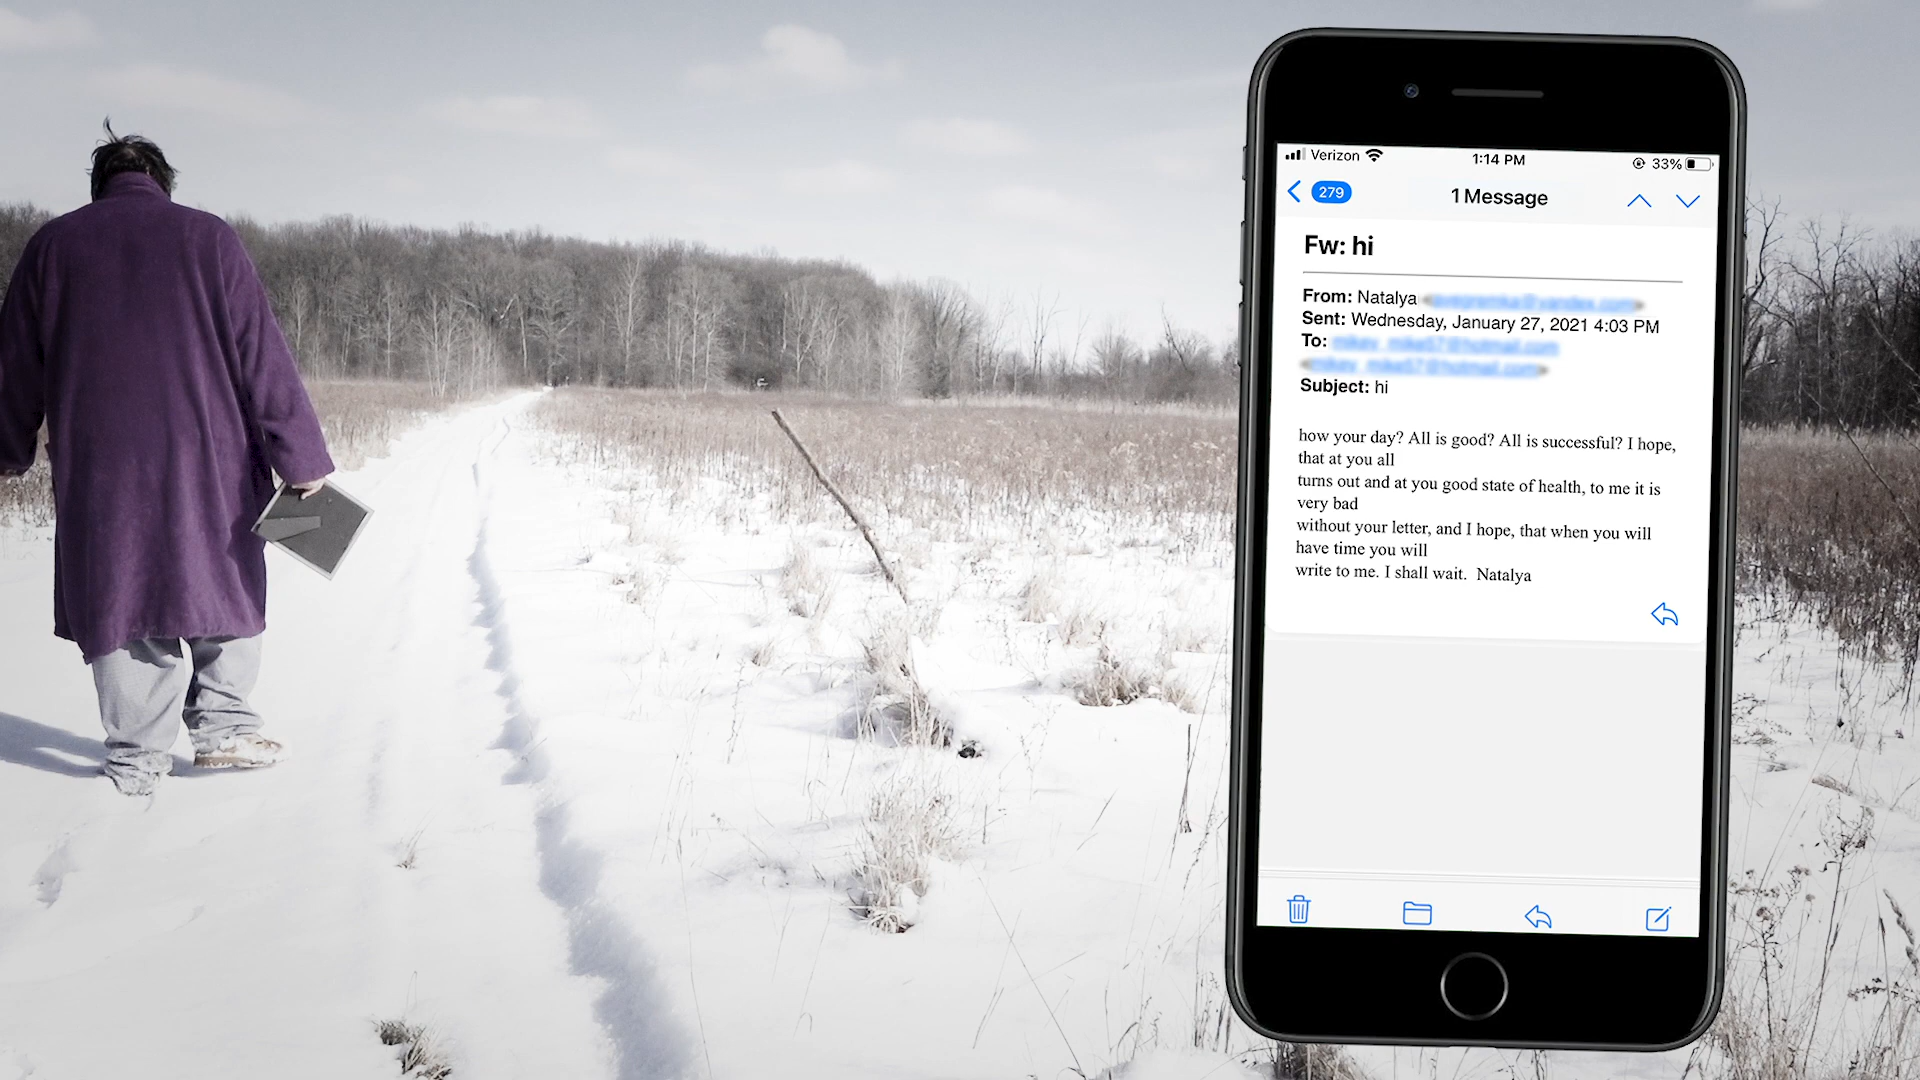 Verizon 1:14 PM 33%
279 1 Message
Fw: hi
From: Natalya
Sent: Wednesday, January 27, 2021 4:03 PM
To:
Subject: hi
how your day? All is good? All is successful? I hope,
that at you all
turns out and at you good state of health, to me it is
very bad
without your letter, and I hope, that when you will
have time you will
write to me. I shall wait. Natalya